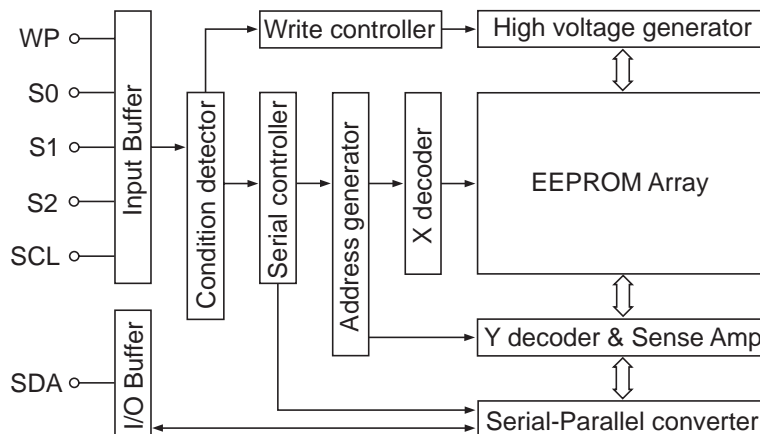 WP
S0
S1
S2
SCL
SDA
Input Buffer
I/O Buffer
Condition detector
Write controller
Serial controller
Address generator
X decoder
High voltage generator
EEPROM Array
Y decoder & Sense Amp
Serial-Parallel converter